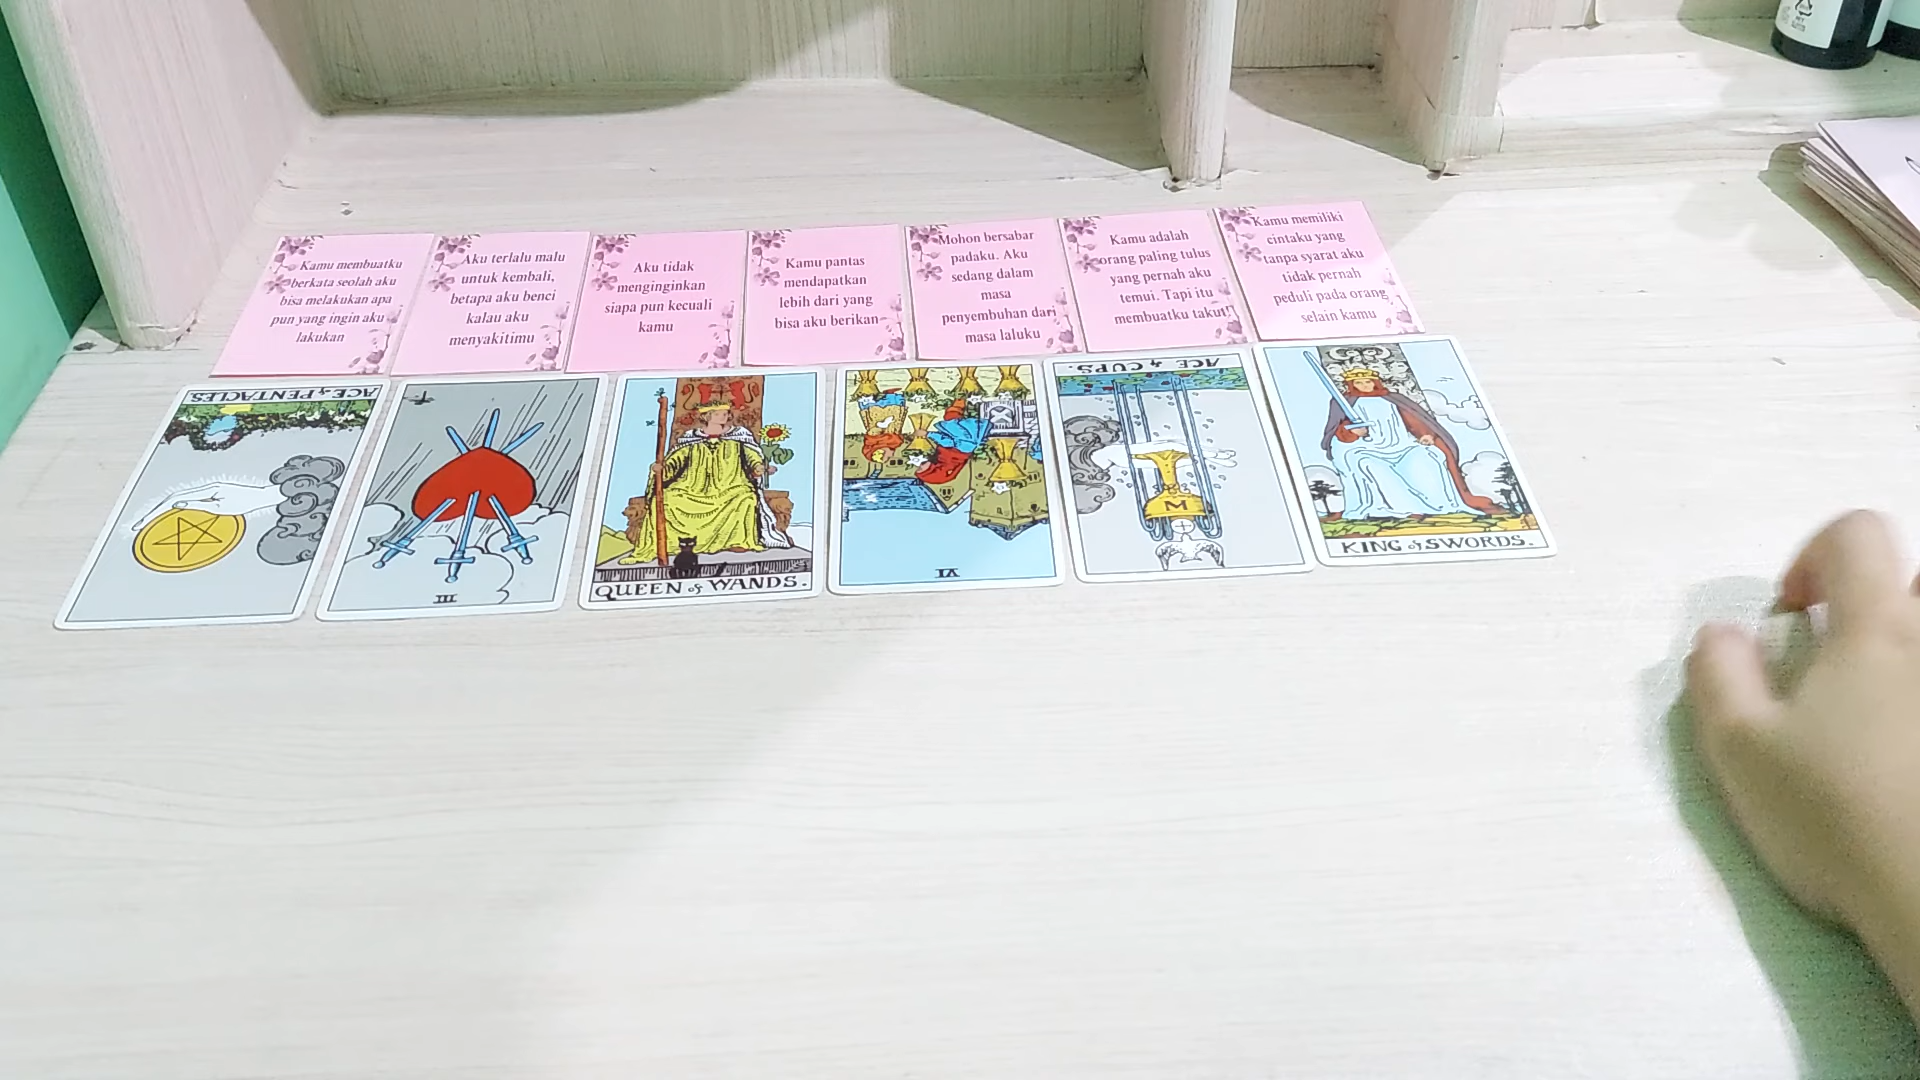 Kamu membuatku
berkata seolah aku
bisa melakukan apa
pun yang ingin aku
lakukan
Aku terlalu malu
untuk kembali,
betapa aku benci
kalau aku
menyakitimu
Aku tidak
menginginkan
siapa pun kecuali
kamu
Kamu pantas
mendapatkan
lebih dari yang
bisa aku berikan
Mohon bersabar
padaku. Aku
sedang dalam
masa
penyembuhan dari
masa laluku
Kamu adalah
orang paling tulus
yang pernah aku
temui. Tapi itu
membuatku takut!
Kamu memiliki
cintaku yang
tanpa syarat aku
tidak pernah
peduli pada orang
selain kamu
ACE of PENTACLES.
III
QUEEN of WANDS.
VI
ACE of CUPS.
KING of SWORDS.